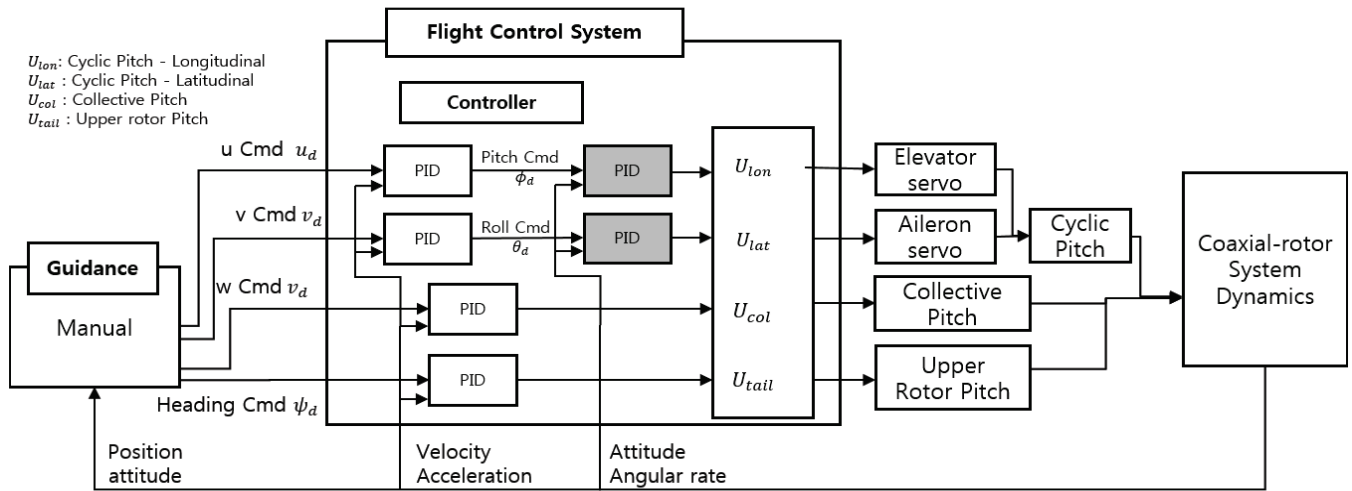 Flight Control System
U_lon: Cyclic Pitch - Longitudinal
U_lat : Cyclic Pitch - Latitudinal
U_col : Collective Pitch
U_tail : Upper rotor Pitch
Controller
u Cmd u_d
PID
Pitch Cmd
ϕ_d
PID
U_lon
Elevator
servo
v Cmd v_d
PID
Roll Cmd
θ_d
PID
U_lat
Aileron
servo
Cyclic
Pitch
Coaxial-rotor
System
Dynamics
Guidance
Manual
w Cmd v_d
PID
U_col
Collective
Pitch
Heading Cmd ψ_d
PID
U_tail
Upper
Rotor Pitch
Position
attitude
Velocity
Acceleration
Attitude
Angular rate